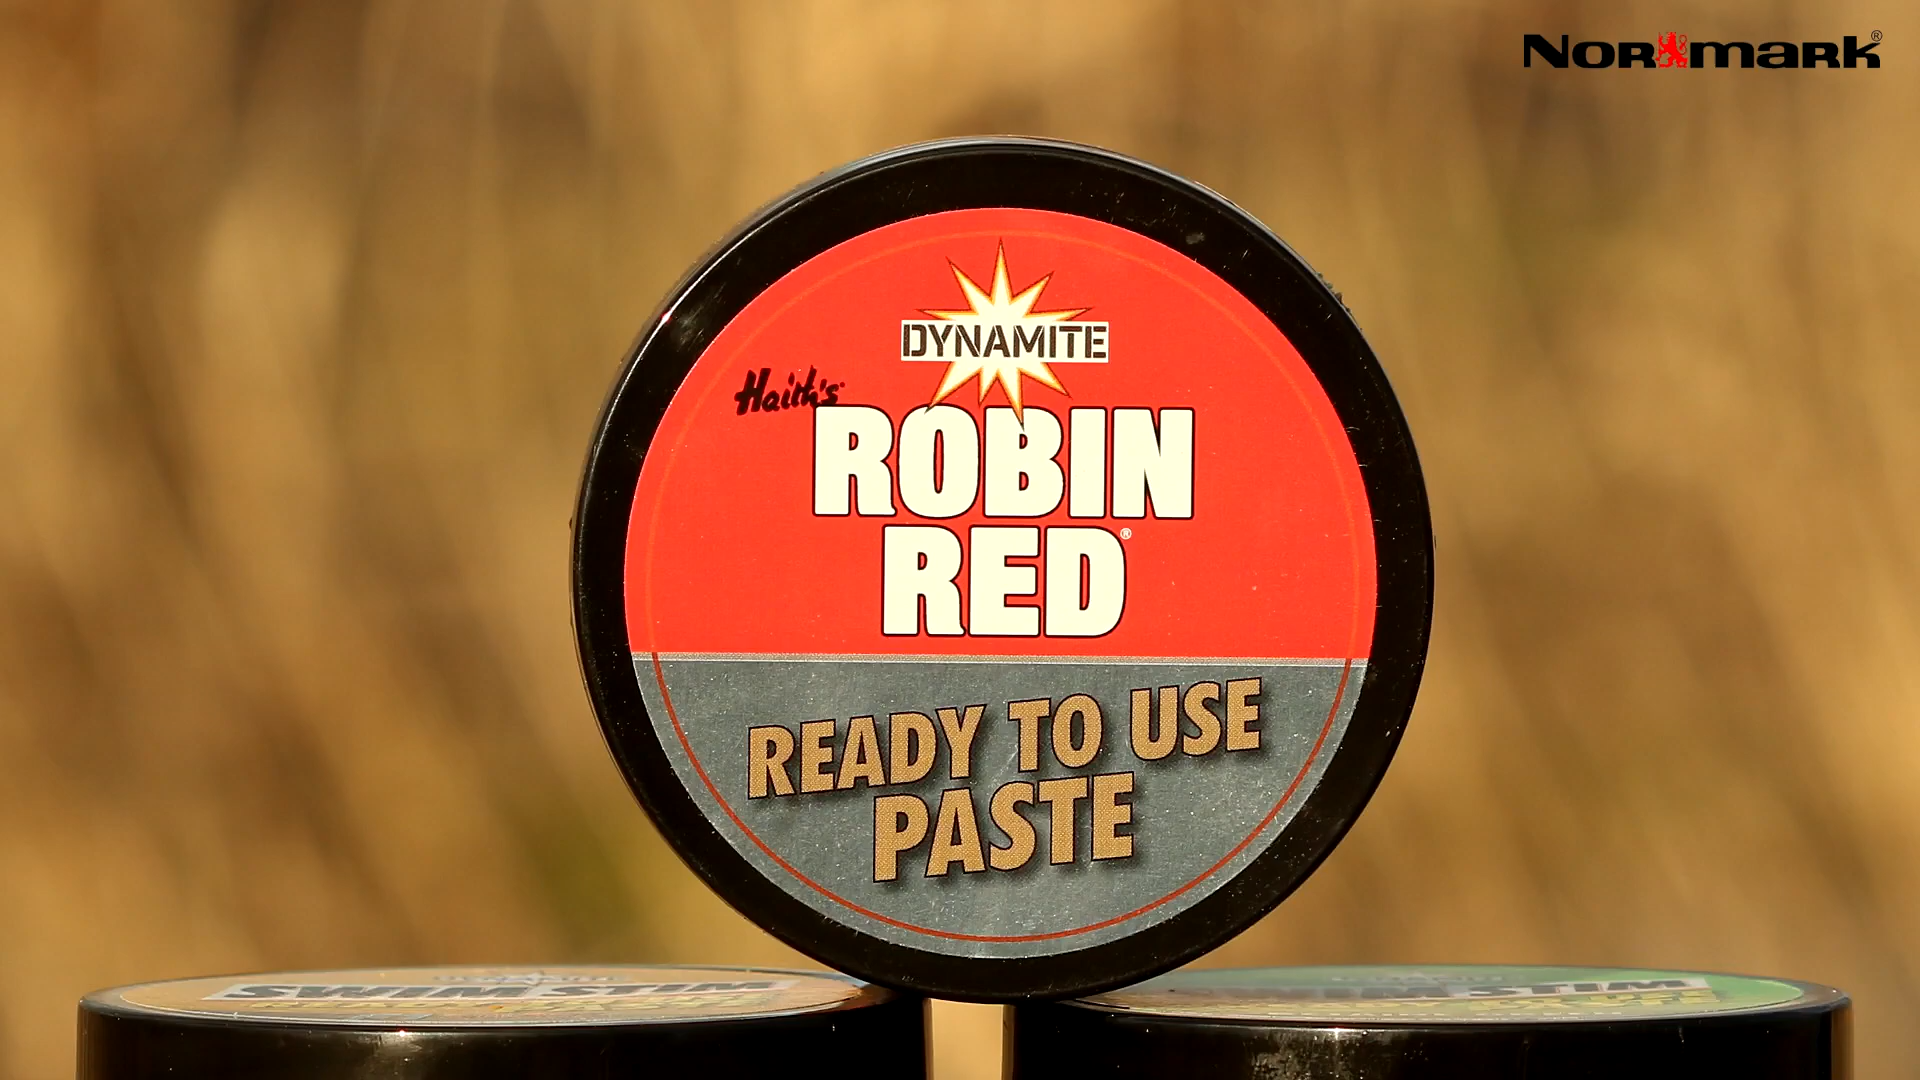 Normark®
DYNAMITE
Haith's
ROBIN
RED®
READY TO USE
PASTE
SWIM STIM
SWIM STIM